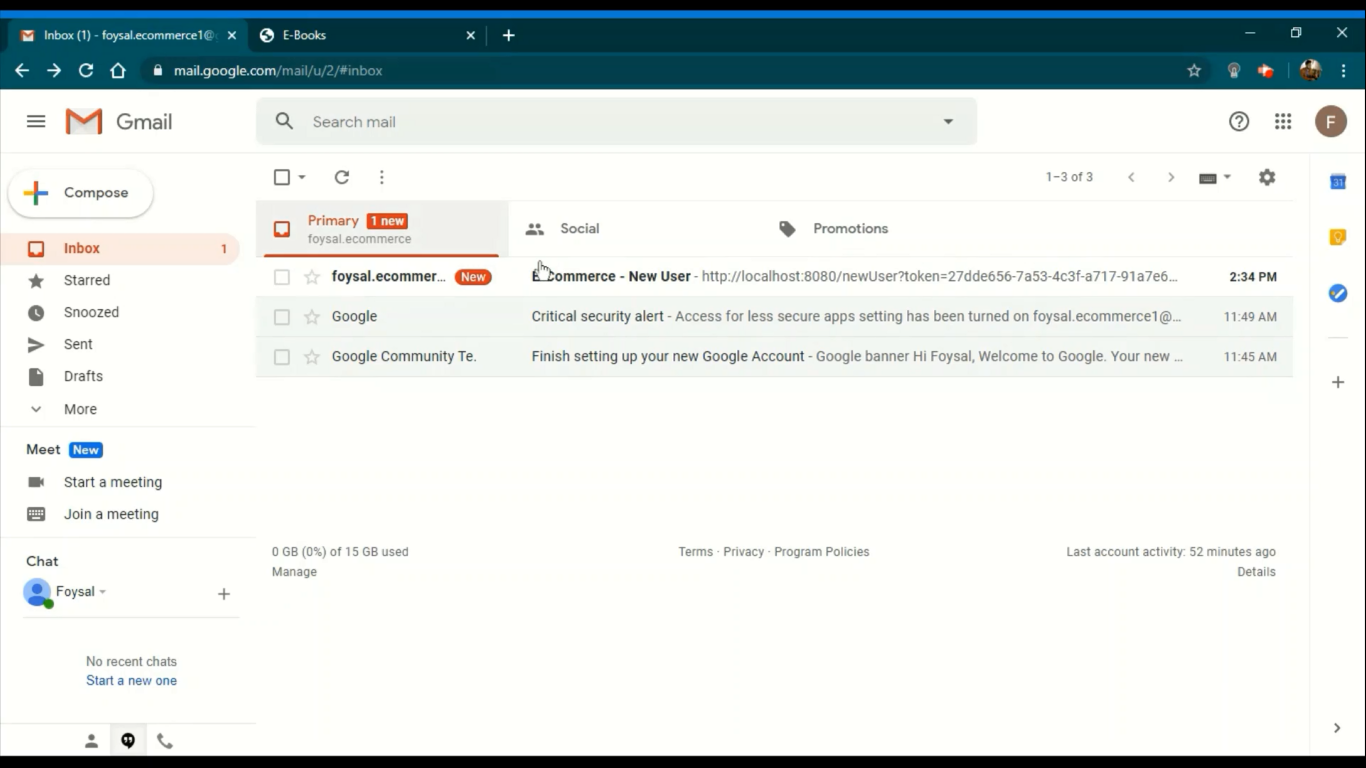 Inbox (1) - foysal.ecommerce1@
E-Books
mail.google.com/mail/u/2/#inbox
Gmail
Search mail
F
Compose
1–3 of 3
31
Primary 1 new
foysal.ecommerce
Social
Promotions
Inbox 1
Starred
Snoozed
Sent
Drafts
More
foysal.ecommer... New Commerce - New User - http://localhost:8080/newUser?token=27dde656-7a53-4c3f-a717-91a7e6... 2:34 PM
Google Critical security alert - Access for less secure apps setting has been turned on foysal.ecommerce1@... 11:49 AM
Google Community Te. Finish setting up your new Google Account - Google banner Hi Foysal, Welcome to Google. Your new ... 11:45 AM
Meet New
Start a meeting
Join a meeting
Chat
Foysal
No recent chats
Start a new one
0 GB (0%) of 15 GB used
Manage
Terms · Privacy · Program Policies
Last account activity: 52 minutes ago
Details